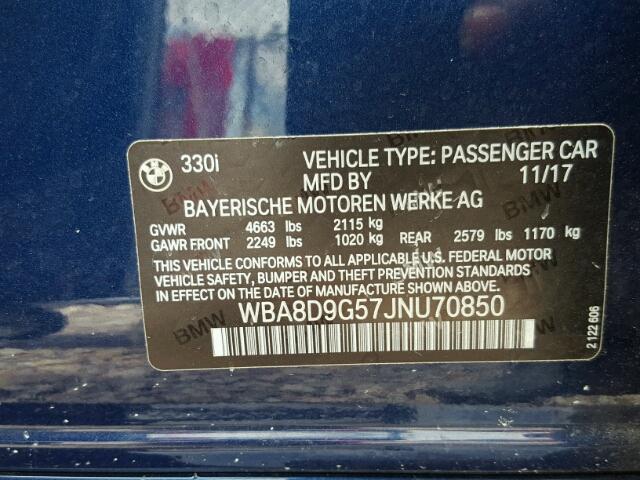 330i VEHICLE TYPE: PASSENGER CAR
MFD BY 11/17
BAYERISCHE MOTOREN WERKE AG
GVWR 4663 lbs 2115 kg
GAWR FRONT 2249 lbs 1020 kg REAR 2579 lbs 1170 kg
THIS VEHICLE CONFORMS TO ALL APPLICABLE U.S. FEDERAL MOTOR
VEHICLE SAFETY, BUMPER AND THEFT PREVENTION STANDARDS
IN EFFECT ON THE DATE OF MANUFACTURE SHOWN ABOVE.
WBA8D9G57JNU70850
2 122 606